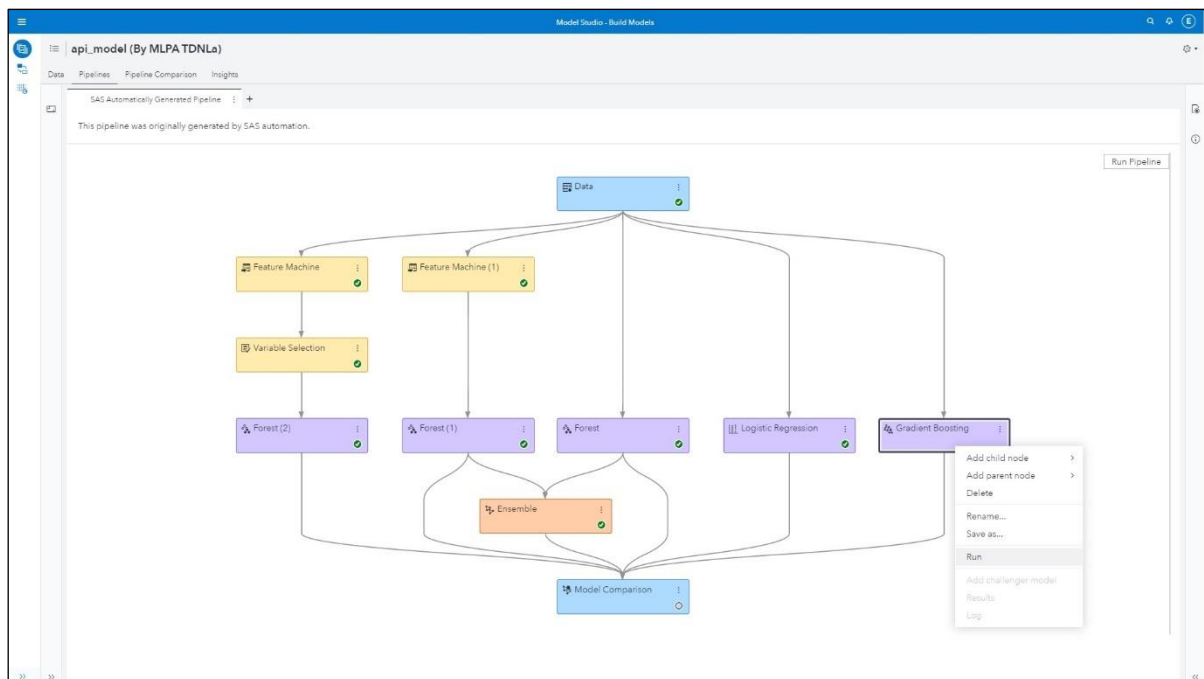 Model Studio - Build Models
E
api_model (By MLPA TDNLa)
Data Pipelines Pipeline Comparison Insights
SAS Automatically Generated Pipeline
This pipeline was originally generated by SAS automation.
Run Pipeline
Data
Feature Machine Feature Machine (1)
Variable Selection
Forest (2) Forest (1) Forest Logistic Regression Gradient Boosting
Add child node
Add parent node
Delete
Ensemble
Rename...
Save as...
Run
Add challenger model
Model Comparison
Results
Log